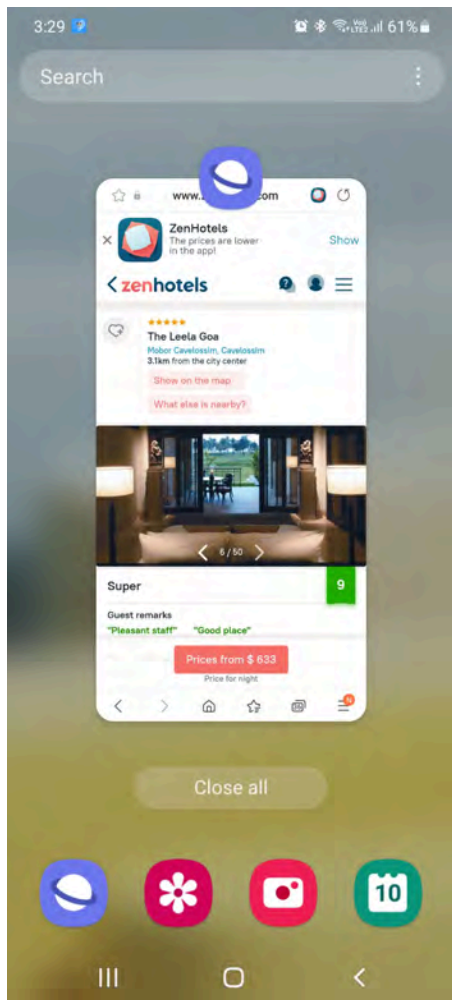 3:29
61%
Search
www.
om
ZenHotels
The prices are lower
in the app!
Show
zenhotels
The Leela Goa
Mobor Cavelossim, Cavelossim
3.1km from the city center
Show on the map
What else is nearby?
6/50
Super
9
Guest remarks
"Pleasant staff" "Good place"
Prices from $ 633
Price for night
N
Close all
10